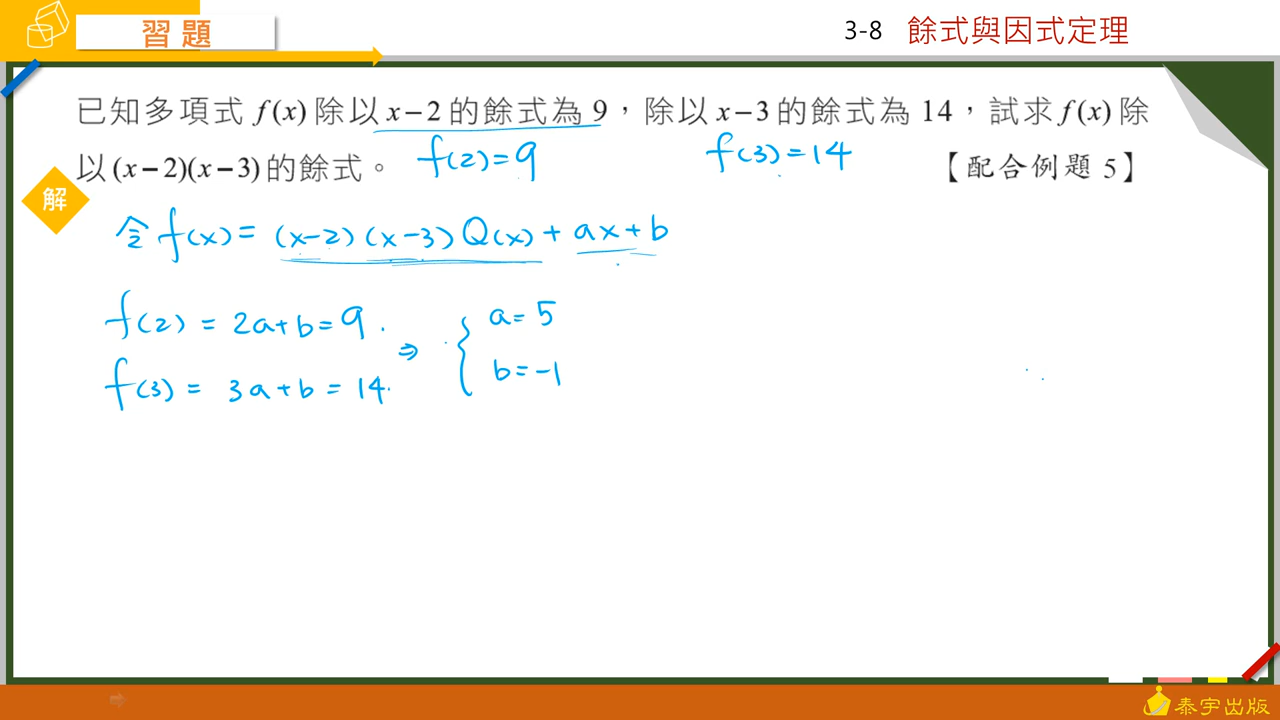 習題
3-8 餘式與因式定理
已知多項式 f(x) 除以 x-2 的餘式為 9,除以 x-3 的餘式為 14,試求 f(x) 除
f(2)=9 f(3)=14
以 (x-2)(x-3) 的餘式。 【配合例題 5】
解
令 f(x) = (x-2)(x-3)Q(x) + ax+b
f(2) = 2a+b=9.
f(3) = 3a+b=14.
⇒ { a=5
b=-1
泰宇出版